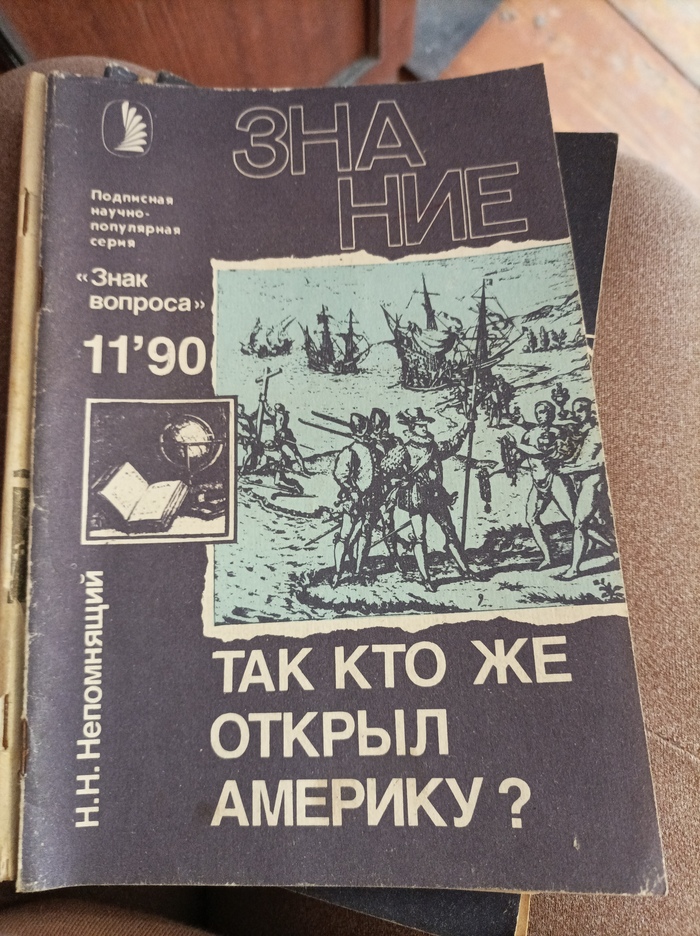 ЗНА
НИЕ
Подписная
научно-
популярная
серия
«Знак
вопроса»
11'90
Н.Н. Непомнящий
ТАК КТО ЖЕ
ОТКРЫЛ
АМЕРИКУ?